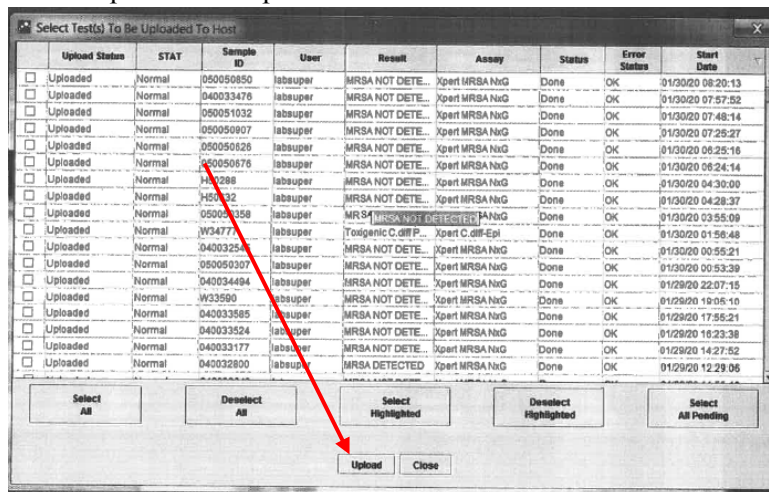 Select Test(s) To Be Uploaded To Host
Upload Status STAT Sample ID User Result Assay Status Error Status Start Date
Uploaded Normal 050050850 labsuper MRSA NOT DETE... Xpert MRSA NxG Done OK 01/30/20 08:20:13
Uploaded Normal 040033476 labsuper MRSA NOT DETE... Xpert MRSA NxG Done OK 01/30/20 07:57:52
Uploaded Normal 050051032 labsuper MRSA NOT DETE... Xpert MRSA NxG Done OK 01/30/20 07:48:14
Uploaded Normal 050050907 labsuper MRSA NOT DETE... Xpert MRSA NxG Done OK 01/30/20 07:25:27
Uploaded Normal 050050626 labsuper MRSA NOT DETE... Xpert MRSA NxG Done OK 01/30/20 06:25:16
Uploaded Normal 050050676 labsuper MRSA NOT DETE... Xpert MRSA NxG Done OK 01/30/20 06:24:14
Uploaded Normal H50288 labsuper MRSA NOT DETE... Xpert MRSA NxG Done OK 01/30/20 04:30:00
Uploaded Normal labsuper MRSA NOT DETE... Xpert MRSA NxG Done OK 01/30/20 04:28:37
Uploaded Normal labsuper MRSA NOT DETECTED Done OK 01/30/20 03:55:09
Uploaded Normal W34777 labsuper Toxigenic C.diff P... Xpert C.diff-Epi Done OK 01/30/20 01:56:48
Uploaded Normal labsuper MRSA NOT DETE... Xpert MRSA NxG Done OK 01/30/20 00:55:21
Uploaded Normal 050050307 labsuper MRSA NOT DETE... Xpert MRSA NxG Done OK 01/30/20 00:53:39
Uploaded Normal 040034494 labsuper MRSA NOT DETE... Xpert MRSA NxG Done OK 01/29/20 22:07:15
Uploaded Normal W33590 labsuper MRSA NOT DETE... Xpert MRSA NxG Done OK 01/29/20 19:05:10
Uploaded Normal 040033585 labsuper MRSA NOT DETE... Xpert MRSA NxG Done OK 01/29/20 17:55:21
Uploaded Normal 040033524 labsuper MRSA NOT DETE... Xpert MRSA NxG Done OK 01/29/20 16:23:38
Uploaded Normal 040033177 labsuper MRSA NOT DETE... Xpert MRSA NxG Done OK 01/29/20 14:27:52
Uploaded Normal 040032800 labsuper MRSA DETECTED Xpert MRSA NxG Done OK 01/29/20 12:29:06
Select All Deselect All Select Highlighted Deselect Highlighted Select All Pending
Upload Close